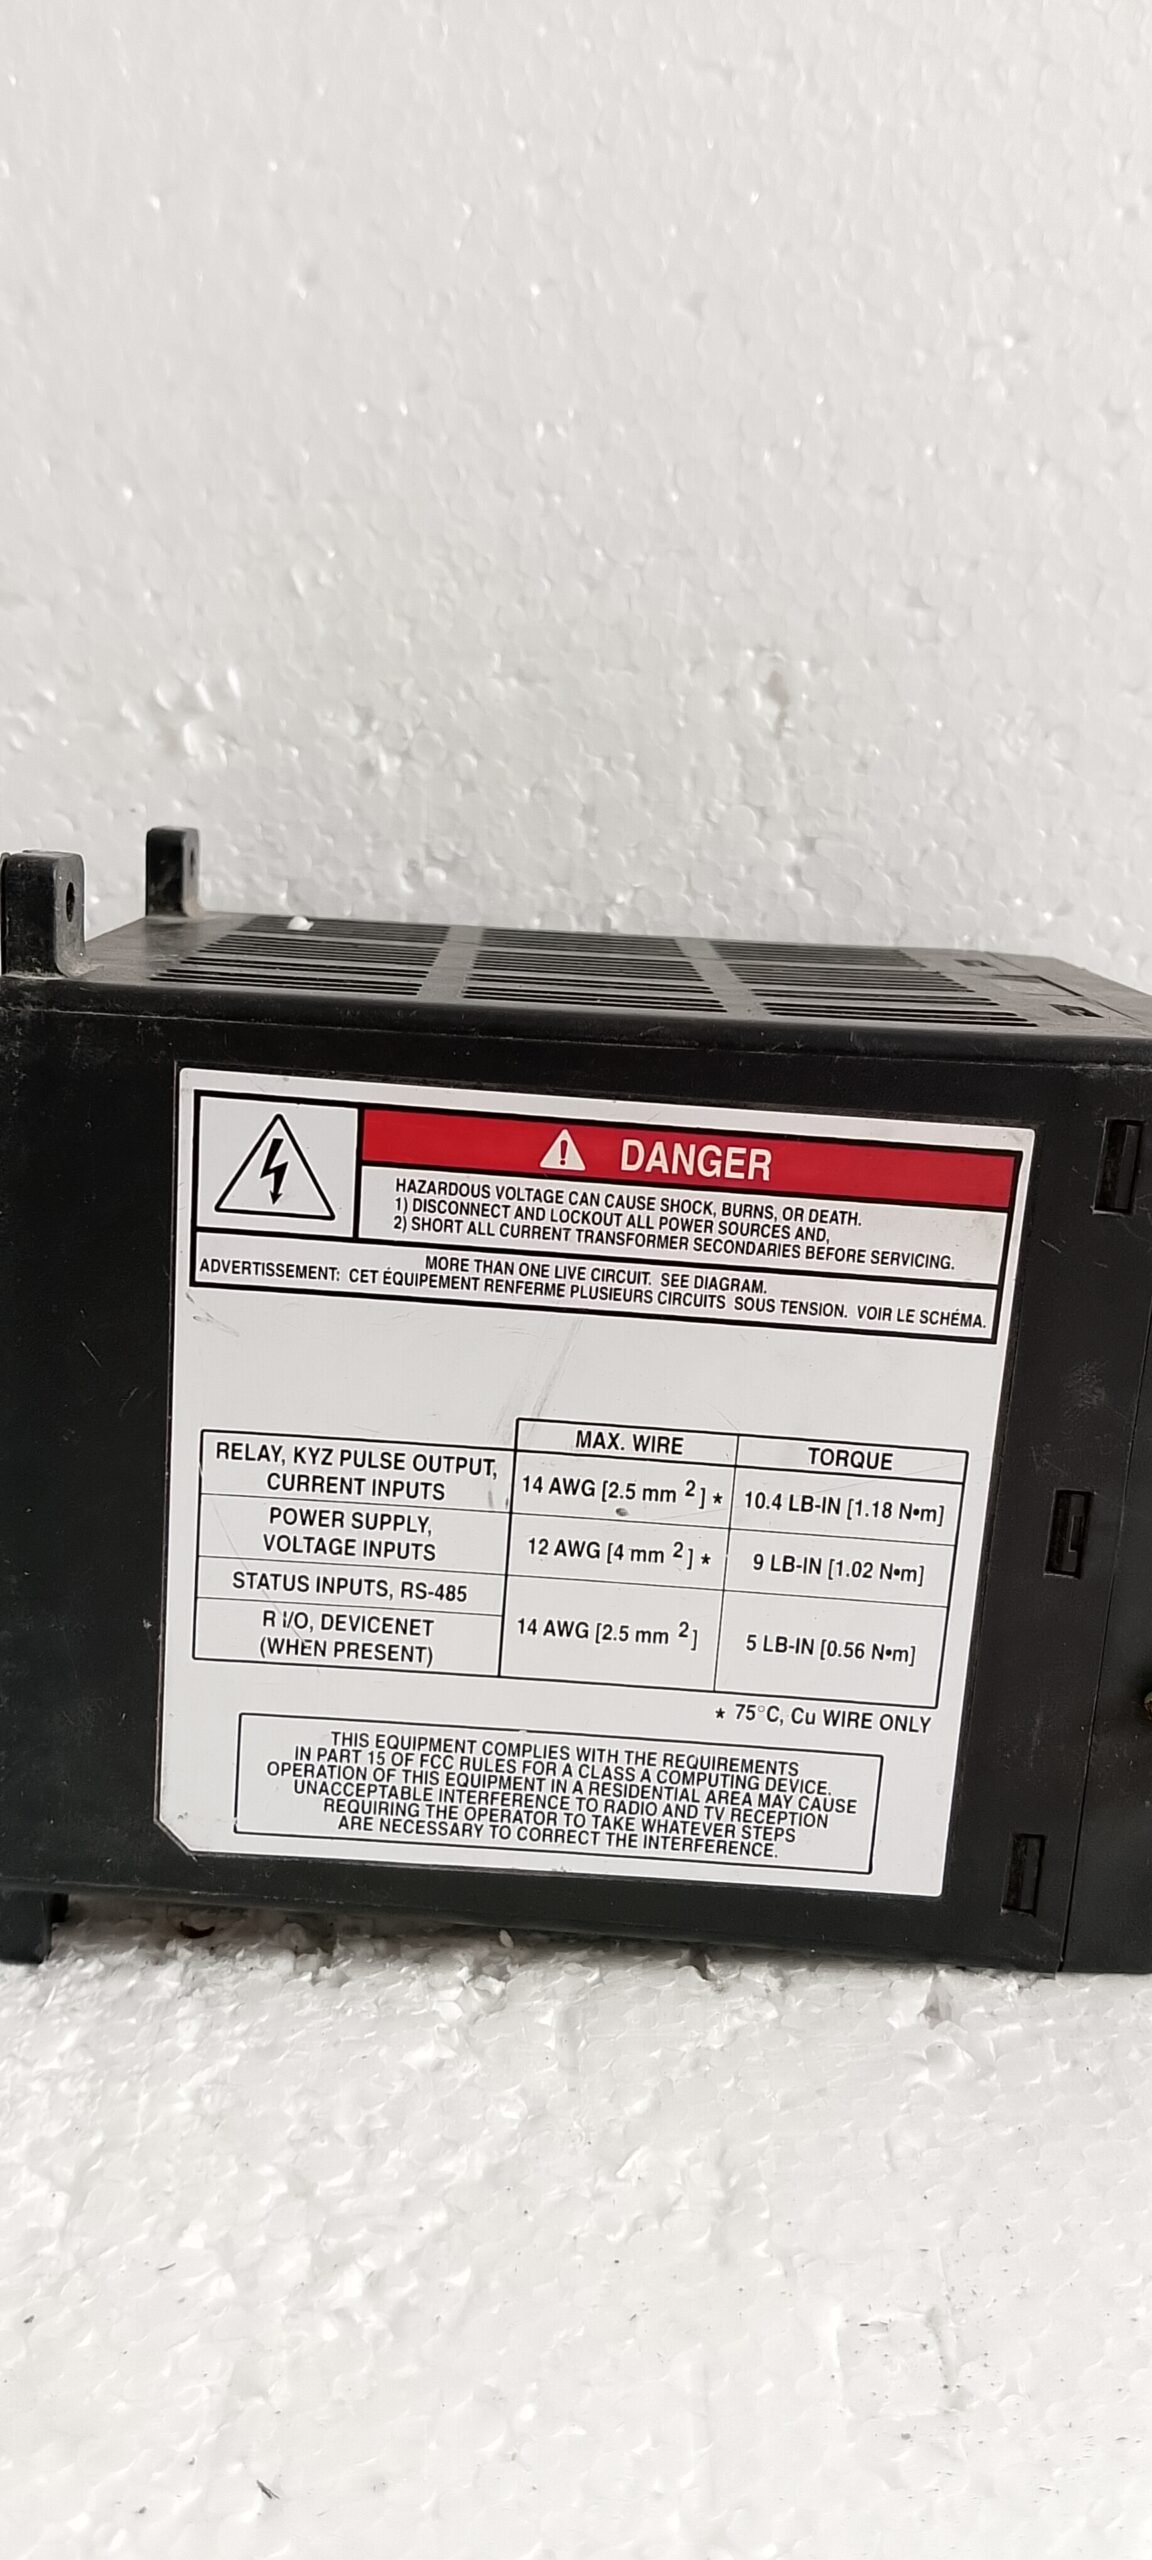 DANGER
HAZARDOUS VOLTAGE CAN CAUSE SHOCK, BURNS, OR DEATH.
1) DISCONNECT AND LOCKOUT ALL POWER SOURCES AND,
2) SHORT ALL CURRENT TRANSFORMER SECONDARIES BEFORE SERVICING.
MORE THAN ONE LIVE CIRCUIT. SEE DIAGRAM.
ADVERTISSEMENT: CET ÉQUIPEMENT RENFERME PLUSIEURS CIRCUITS SOUS TENSION. VOIR LE SCHÉMA.
MAX. WIRE TORQUE
RELAY, KYZ PULSE OUTPUT,
CURRENT INPUTS
14 AWG [2.5 mm 2] * 10.4 LB-IN [1.18 N•m]
POWER SUPPLY,
VOLTAGE INPUTS
12 AWG [4 mm 2] * 9 LB-IN [1.02 N•m]
STATUS INPUTS, RS-485
R I/O, DEVICENET
(WHEN PRESENT)
14 AWG [2.5 mm 2] 5 LB-IN [0.56 N•m]
* 75°C, Cu WIRE ONLY
THIS EQUIPMENT COMPLIES WITH THE REQUIREMENTS
IN PART 15 OF FCC RULES FOR A CLASS A COMPUTING DEVICE.
OPERATION OF THIS EQUIPMENT IN A RESIDENTIAL AREA MAY CAUSE
UNACCEPTABLE INTERFERENCE TO RADIO AND TV RECEPTION
REQUIRING THE OPERATOR TO TAKE WHATEVER STEPS
ARE NECESSARY TO CORRECT THE INTERFERENCE.